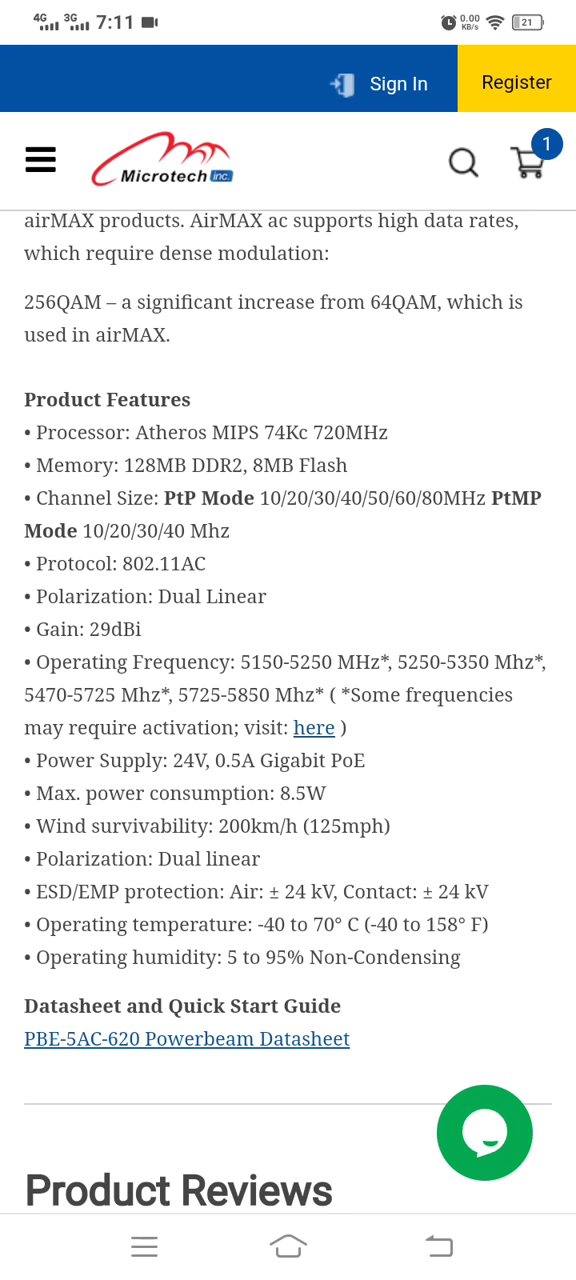 4G 3G 7:11 0.00 KB/s 21
Sign In Register
Microtech inc. 1
airMAX products. AirMAX ac supports high data rates,
which require dense modulation:
256QAM – a significant increase from 64QAM, which is
used in airMAX.
Product Features
• Processor: Atheros MIPS 74Kc 720MHz
• Memory: 128MB DDR2, 8MB Flash
• Channel Size: PtP Mode 10/20/30/40/50/60/80MHz PtMP
Mode 10/20/30/40 Mhz
• Protocol: 802.11AC
• Polarization: Dual Linear
• Gain: 29dBi
• Operating Frequency: 5150-5250 MHz*, 5250-5350 Mhz*,
5470-5725 Mhz*, 5725-5850 Mhz* ( *Some frequencies
may require activation; visit: here )
• Power Supply: 24V, 0.5A Gigabit PoE
• Max. power consumption: 8.5W
• Wind survivability: 200km/h (125mph)
• Polarization: Dual linear
• ESD/EMP protection: Air: ± 24 kV, Contact: ± 24 kV
• Operating temperature: -40 to 70° C (-40 to 158° F)
• Operating humidity: 5 to 95% Non-Condensing
Datasheet and Quick Start Guide
PBE-5AC-620 Powerbeam Datasheet
Product Reviews